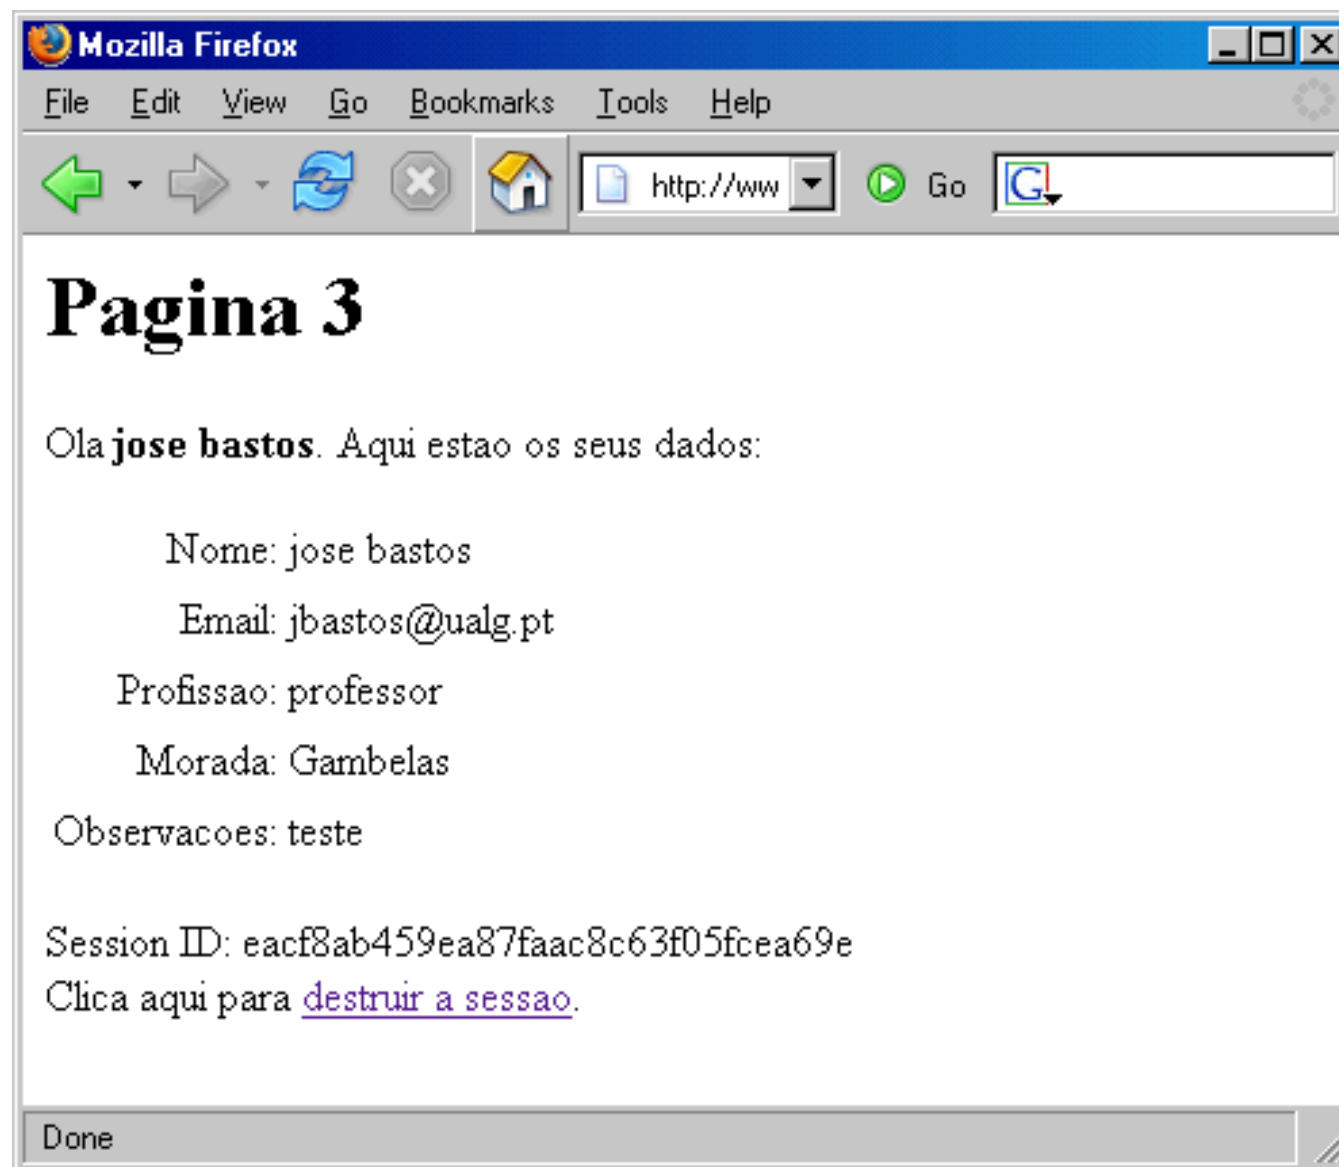 Mozilla Firefox
File Edit View Go Bookmarks Tools Help
http://ww Go G
Pagina 3
Ola jose bastos. Aqui estao os seus dados:
Nome: jose bastos
Email: jbastos@ualg.pt
Profissao: professor
Morada: Gambelas
Observacoes: teste
Session ID: eacf8ab459ea87faac8c63f05fcea69e
Clica aqui para destruir a sessao.
Done